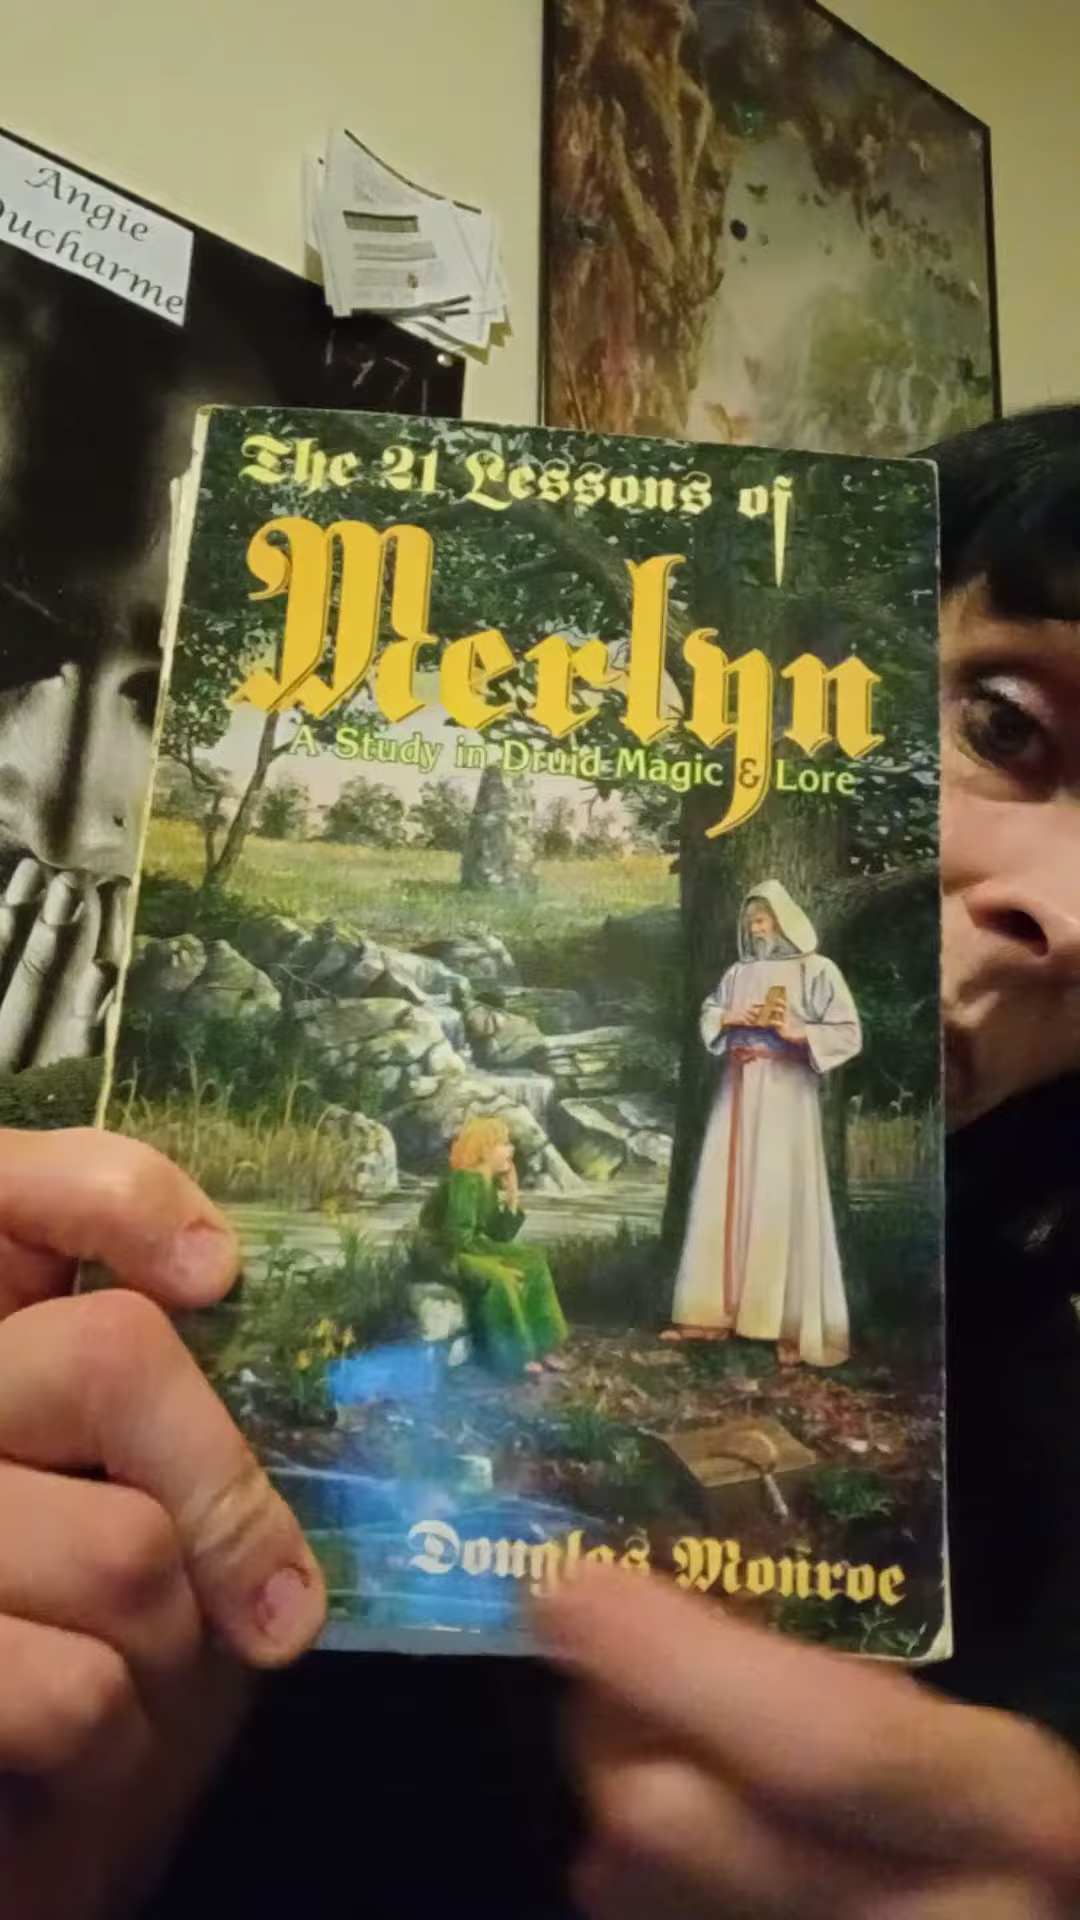 Angie
Ducharme
The 21 Lessons of
Merlyn
A Study in Druid Magic & Lore
Douglas Monroe